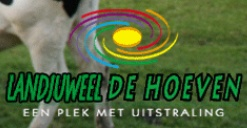 LANDJUWEEL DE HOEVEN
EEN PLEK MET UITSTRALING